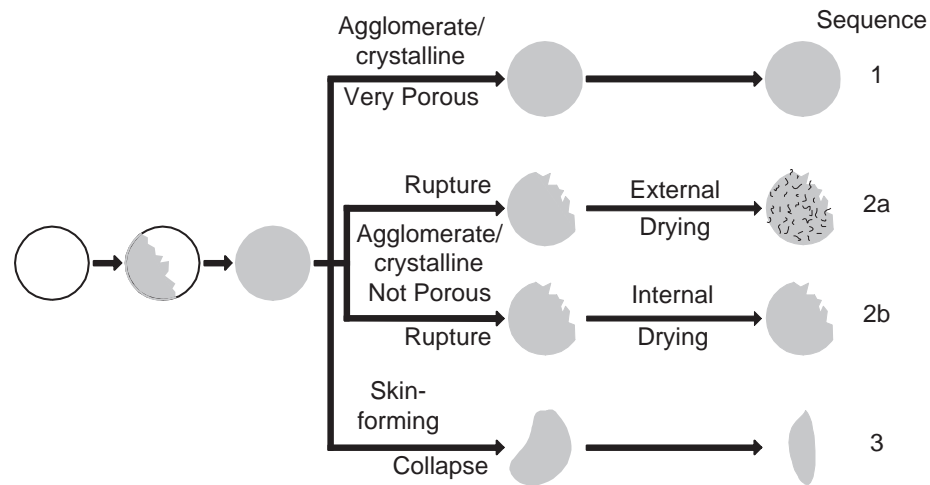 Sequence
Agglomerate/
crystalline
Very Porous
1
Rupture
External
Drying
2a
Agglomerate/
crystalline
Not Porous
Rupture
Internal
Drying
2b
Skin-
forming
Collapse
3